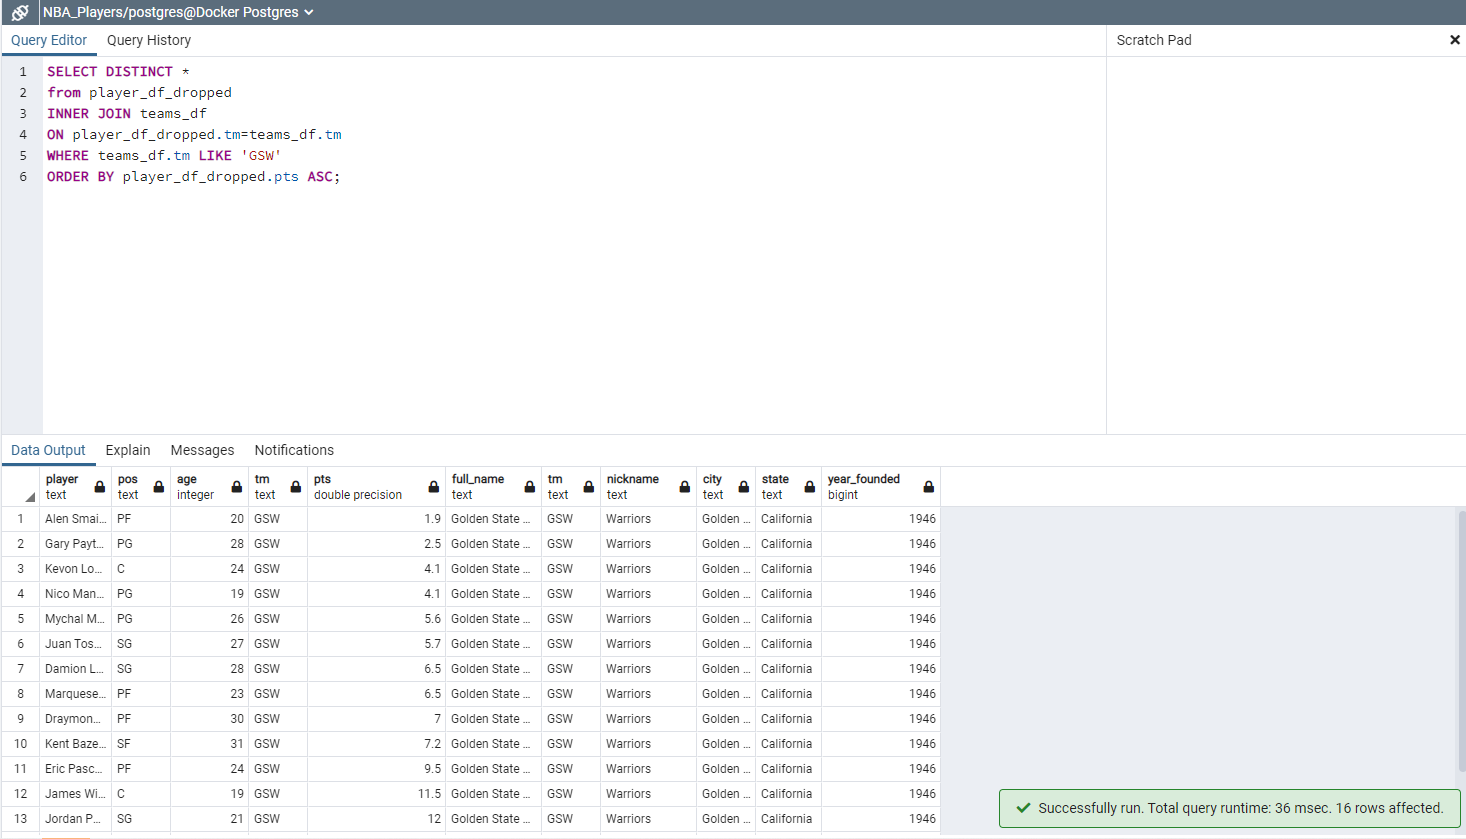 NBA_Players/postgres@Docker Postgres
Query Editor Query History
Scratch Pad
1 SELECT DISTINCT *
2 from player_df_dropped
3 INNER JOIN teams_df
4 ON player_df_dropped.tm=teams_df.tm
5 WHERE teams_df.tm LIKE 'GSW'
6 ORDER BY player_df_dropped.pts ASC;
Data Output Explain Messages Notifications
player pos age tm pts full_name tm nickname city state year_founded
text text integer text double precision text text text text text bigint
1 Alen Smai... PF 20 GSW 1.9 Golden State ... GSW Warriors Golden ... California 1946
2 Gary Payt... PG 28 GSW 2.5 Golden State ... GSW Warriors Golden ... California 1946
3 Kevon Lo... C 24 GSW 4.1 Golden State ... GSW Warriors Golden ... California 1946
4 Nico Man... PG 19 GSW 4.1 Golden State ... GSW Warriors Golden ... California 1946
5 Mychal M... PG 26 GSW 5.6 Golden State ... GSW Warriors Golden ... California 1946
6 Juan Tos... SG 27 GSW 5.7 Golden State ... GSW Warriors Golden ... California 1946
7 Damion L... SG 28 GSW 6.5 Golden State ... GSW Warriors Golden ... California 1946
8 Marquese... PF 23 GSW 6.5 Golden State ... GSW Warriors Golden ... California 1946
9 Draymon... PF 30 GSW 7 Golden State ... GSW Warriors Golden ... California 1946
10 Kent Baze... SF 31 GSW 7.2 Golden State ... GSW Warriors Golden ... California 1946
11 Eric Pasc... PF 24 GSW 9.5 Golden State ... GSW Warriors Golden ... California 1946
12 James Wi... C 19 GSW 11.5 Golden State ... GSW Warriors Golden ... California 1946
13 Jordan P... SG 21 GSW 12 Golden State ... GSW Warriors Golden ... California 1946
Successfully run. Total query runtime: 36 msec. 16 rows affected.